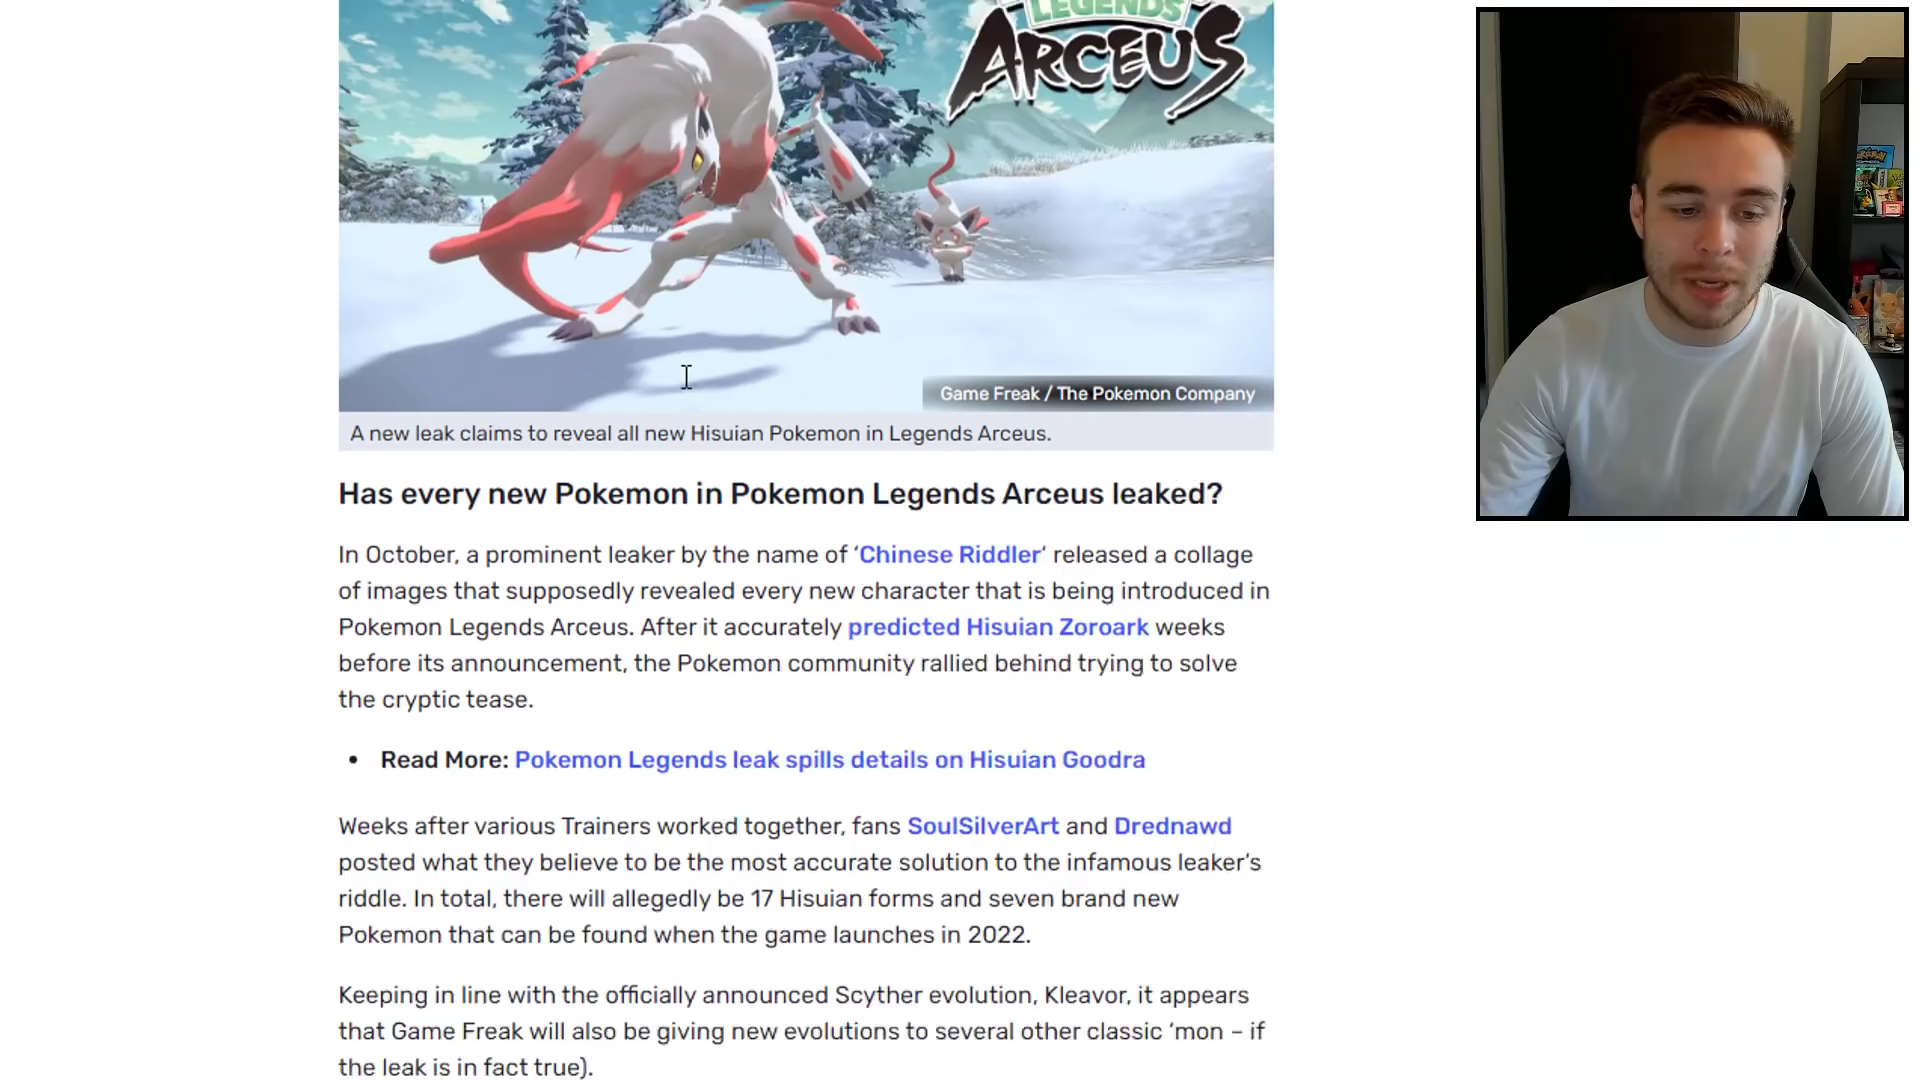 LEGENDS
ARCEUS
Game Freak / The Pokemon Company
A new leak claims to reveal all new Hisuian Pokemon in Legends Arceus.
Has every new Pokemon in Pokemon Legends Arceus leaked?
In October, a prominent leaker by the name of ‘Chinese Riddler’ released a collage
of images that supposedly revealed every new character that is being introduced in
Pokemon Legends Arceus. After it accurately predicted Hisuian Zoroark weeks
before its announcement, the Pokemon community rallied behind trying to solve
the cryptic tease.
• Read More: Pokemon Legends leak spills details on Hisuian Goodra
Weeks after various Trainers worked together, fans SoulSilverArt and Drednawd
posted what they believe to be the most accurate solution to the infamous leaker’s
riddle. In total, there will allegedly be 17 Hisuian forms and seven brand new
Pokemon that can be found when the game launches in 2022.
Keeping in line with the officially announced Scyther evolution, Kleavor, it appears
that Game Freak will also be giving new evolutions to several other classic ‘mon – if
the leak is in fact true).